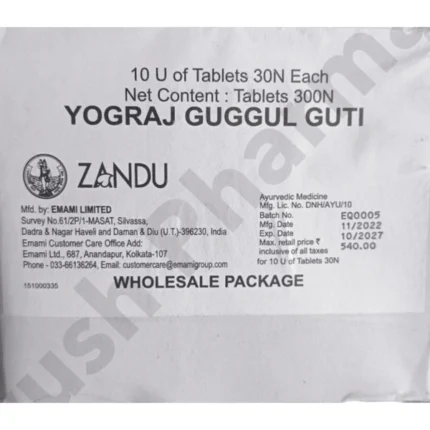 10 U of Tablets 30N Each
Net Content : Tablets 300N
YOGRAJ GUGGUL GUTI
ZANDU
Mfd. by: EMAMI LIMITED
Survey No.61/2P/1-MASAT, Silvassa,
Dadra & Nagar Haveli and Daman & Diu (U.T.)-396230, India
Emami Customer Care Office Add:
Emami Ltd., 687, Anandapur, Kolkata-107
Phone - 033-66136264, Email: customercare@emamigroup.com
151000335
Ayurvedic Medicine
Mfg. Lic. No. DNH/AYU/10
Batch No. EQ0005
Mfg. Date 11/2022
Exp. Date 10/2027
Max. retail price ₹ 540.00
inclusive of all taxes
for 10 U of Tablets 30N
WHOLESALE PACKAGE